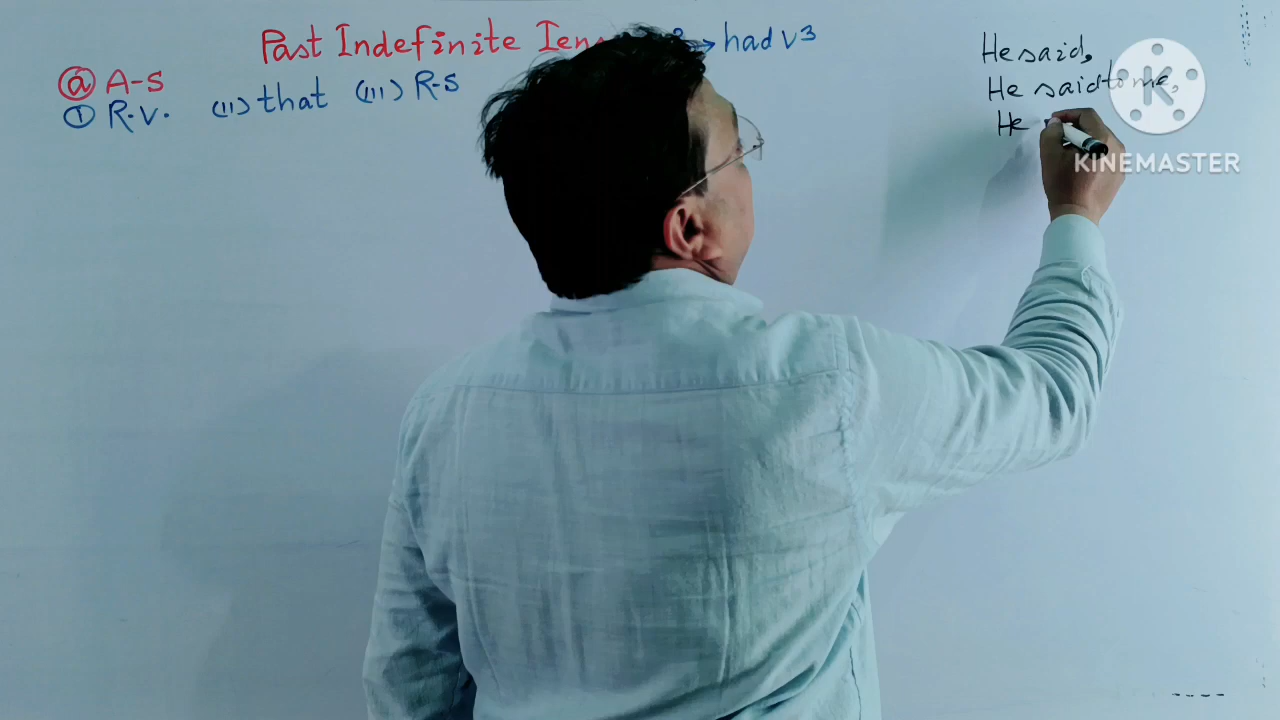 Past Indefinite → had v3
ⓐ A-S
① R.V. (ii) that (iii) R-S
He said,
He said to me,
He
K
KINEMASTER